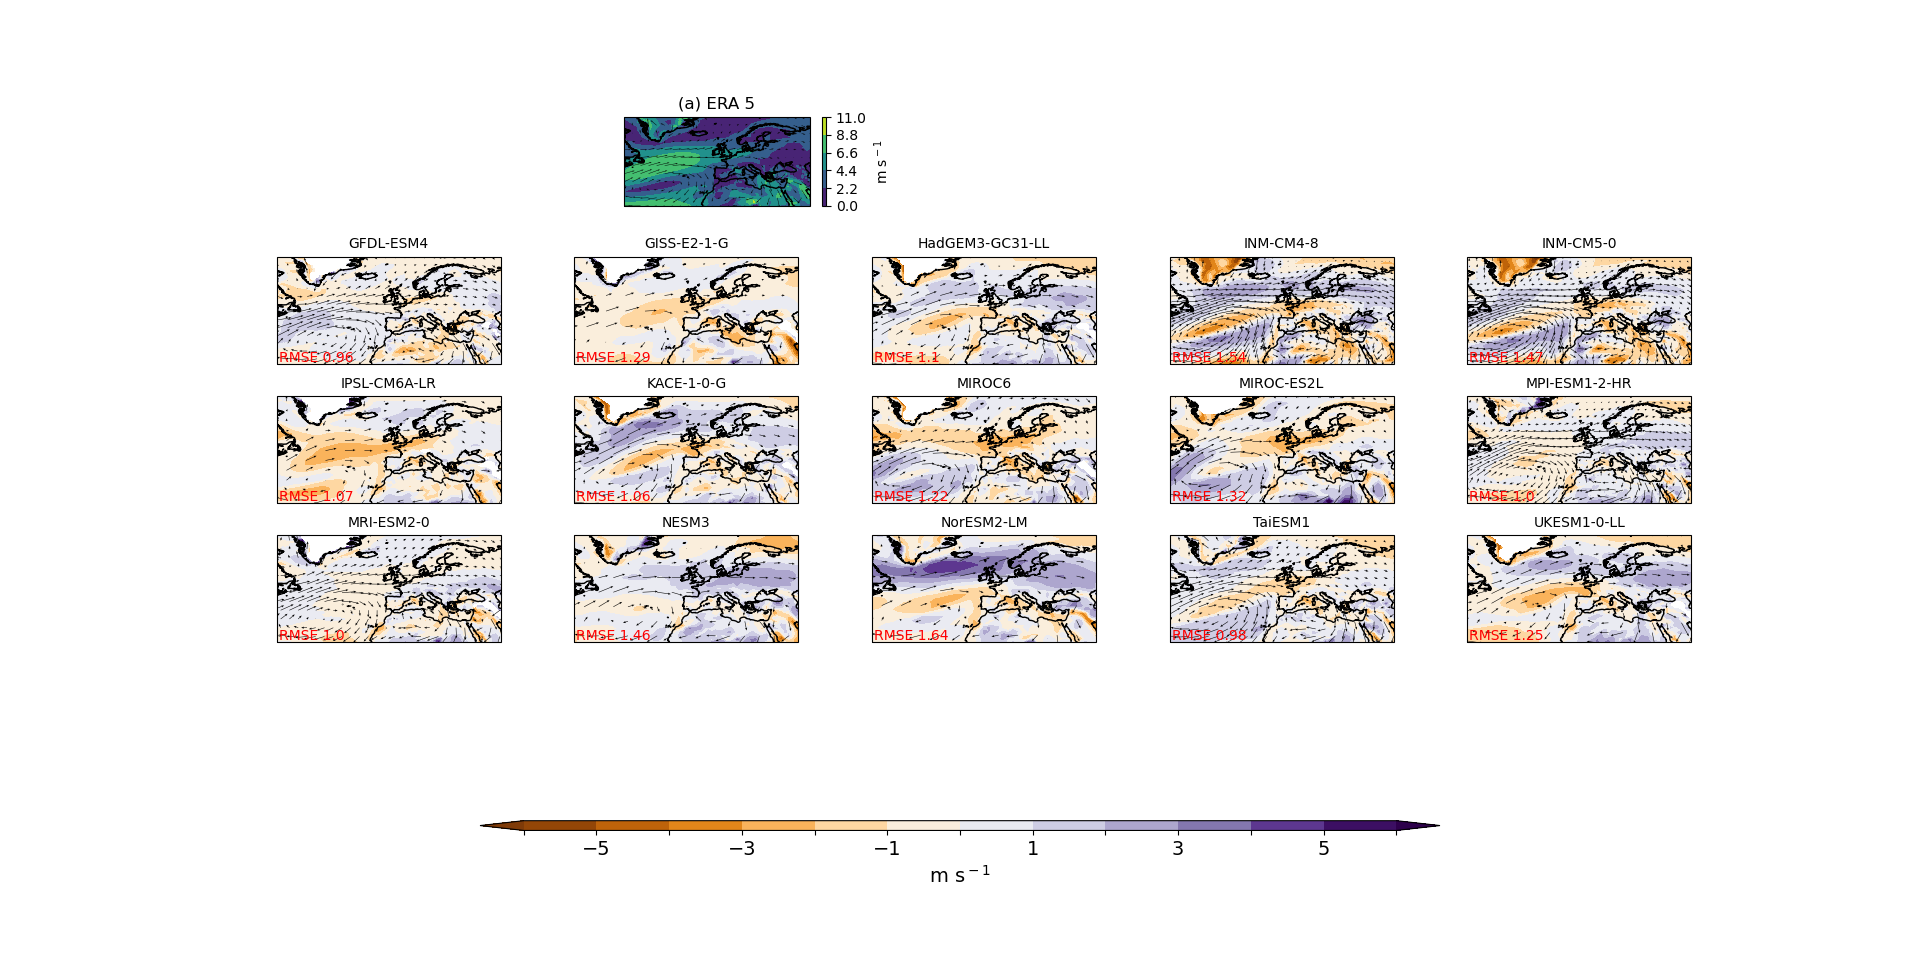 (a) ERA 5
11.0
8.8
6.6
4.4
2.2
0.0
m s⁻¹
GFDL-ESM4
GISS-E2-1-G
HadGEM3-GC31-LL
INM-CM4-8
INM-CM5-0
RMSE 0.96
RMSE 1.29
RMSE 1.1
RMSE 1.54
RMSE 1.47
IPSL-CM6A-LR
KACE-1-0-G
MIROC6
MIROC-ES2L
MPI-ESM1-2-HR
RMSE 1.07
RMSE 1.06
RMSE 1.22
RMSE 1.32
RMSE 1.0
MRI-ESM2-0
NESM3
NorESM2-LM
TaiESM1
UKESM1-0-LL
RMSE 1.0
RMSE 1.46
RMSE 1.64
RMSE 0.98
RMSE 1.25
−5
−3
−1
1
3
5
m s⁻¹